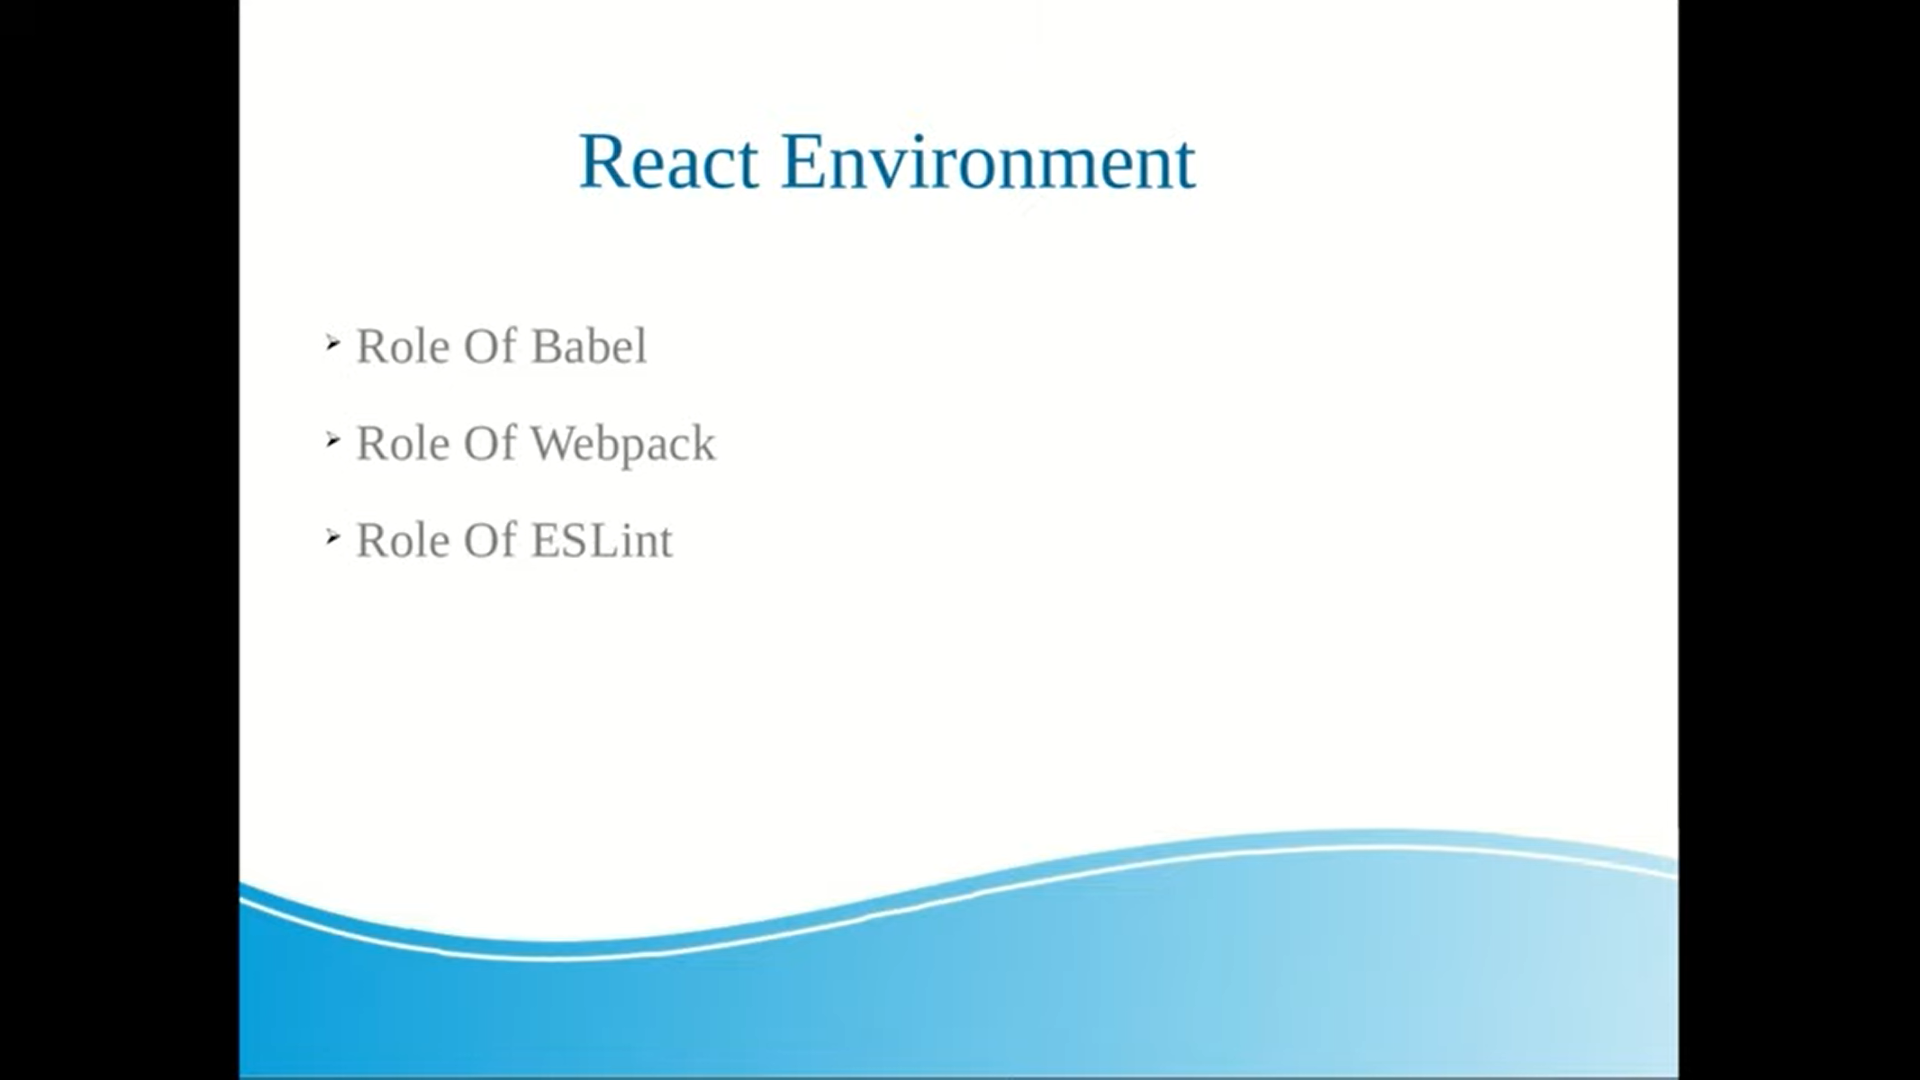 React Environment
➢ Role Of Babel
➢ Role Of Webpack
➢ Role Of ESLint